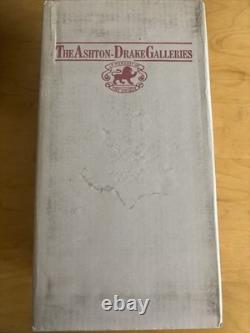 THE ASHTON-DRAKE GALLERIES